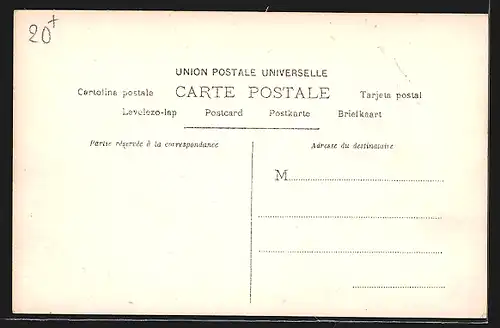 20+
UNION POSTALE UNIVERSELLE
Cartolina postale CARTE POSTALE Tarjeta postal
Levelezo-lap Postcard Postkarte Briefkaart
Partie réservée à la correspondance
Adresse du destinataire
M